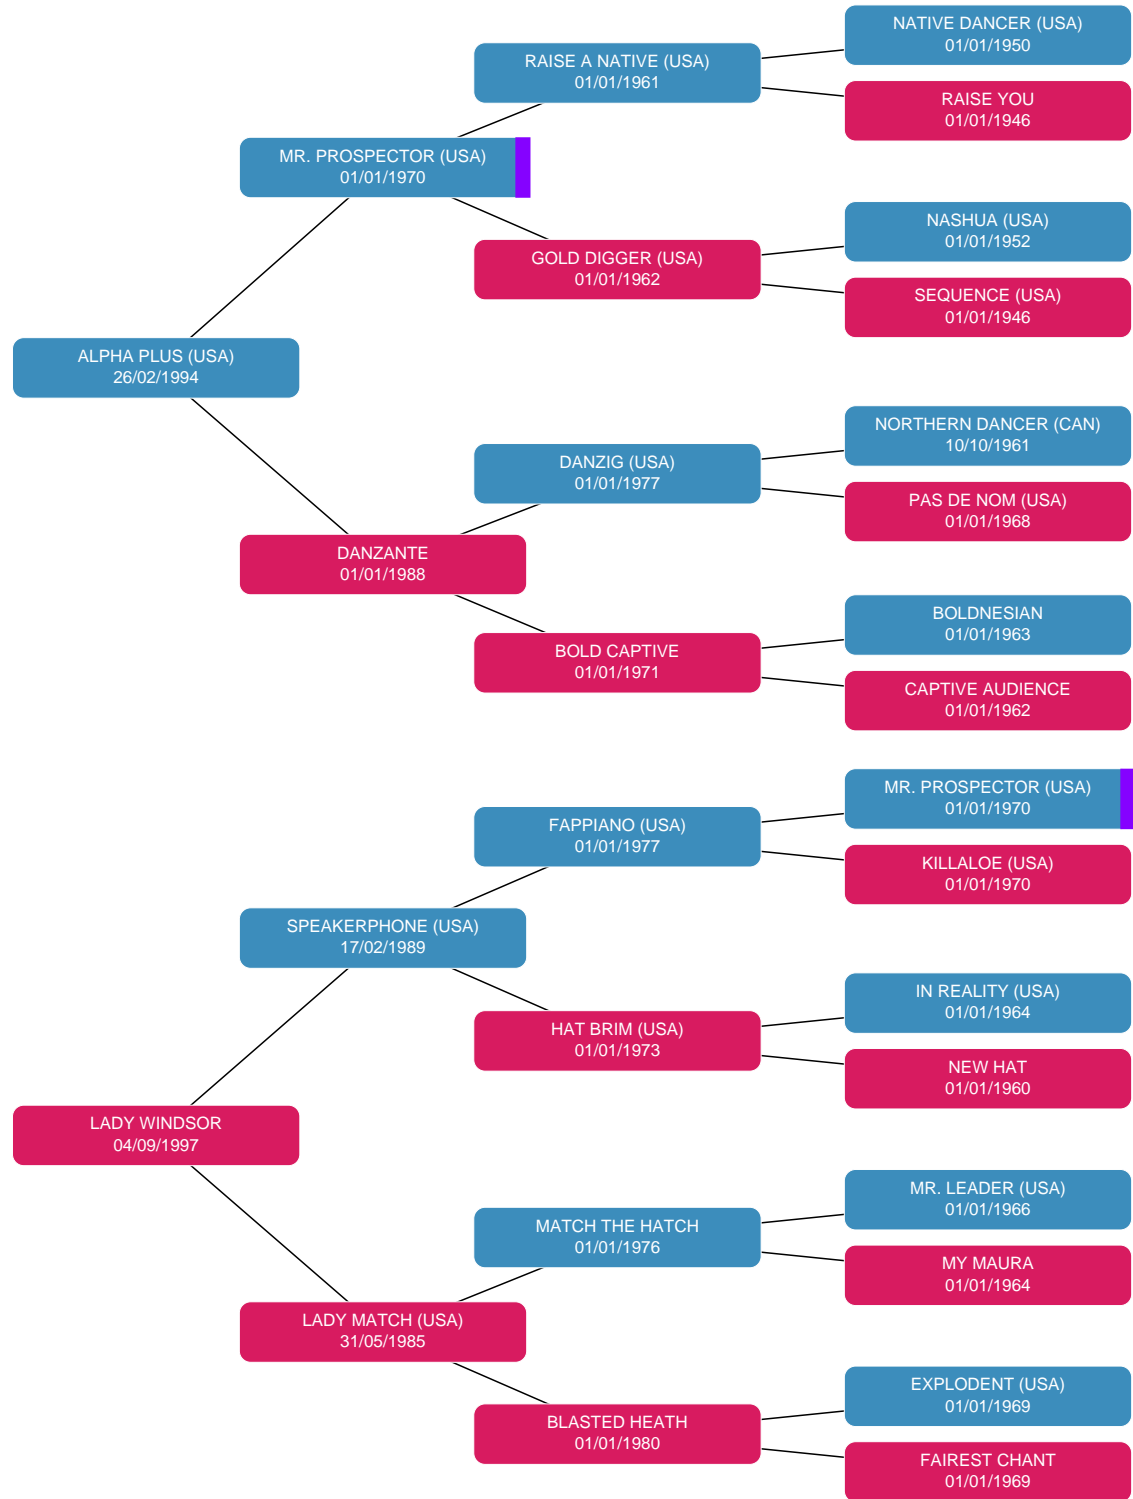 NATIVE DANCER (USA)
01/01/1950
RAISE A NATIVE (USA)
01/01/1961
RAISE YOU
01/01/1946
MR. PROSPECTOR (USA)
01/01/1970
NASHUA (USA)
01/01/1952
GOLD DIGGER (USA)
01/01/1962
SEQUENCE (USA)
01/01/1946
ALPHA PLUS (USA)
26/02/1994
NORTHERN DANCER (CAN)
10/10/1961
DANZIG (USA)
01/01/1977
PAS DE NOM (USA)
01/01/1968
DANZANTE
01/01/1988
BOLDNESIAN
01/01/1963
BOLD CAPTIVE
01/01/1971
CAPTIVE AUDIENCE
01/01/1962
MR. PROSPECTOR (USA)
01/01/1970
FAPPIANO (USA)
01/01/1977
KILLALOE (USA)
01/01/1970
SPEAKERPHONE (USA)
17/02/1989
IN REALITY (USA)
01/01/1964
HAT BRIM (USA)
01/01/1973
NEW HAT
01/01/1960
LADY WINDSOR
04/09/1997
MR. LEADER (USA)
01/01/1966
MATCH THE HATCH
01/01/1976
MY MAURA
01/01/1964
LADY MATCH (USA)
31/05/1985
EXPLODENT (USA)
01/01/1969
BLASTED HEATH
01/01/1980
FAIREST CHANT
01/01/1969